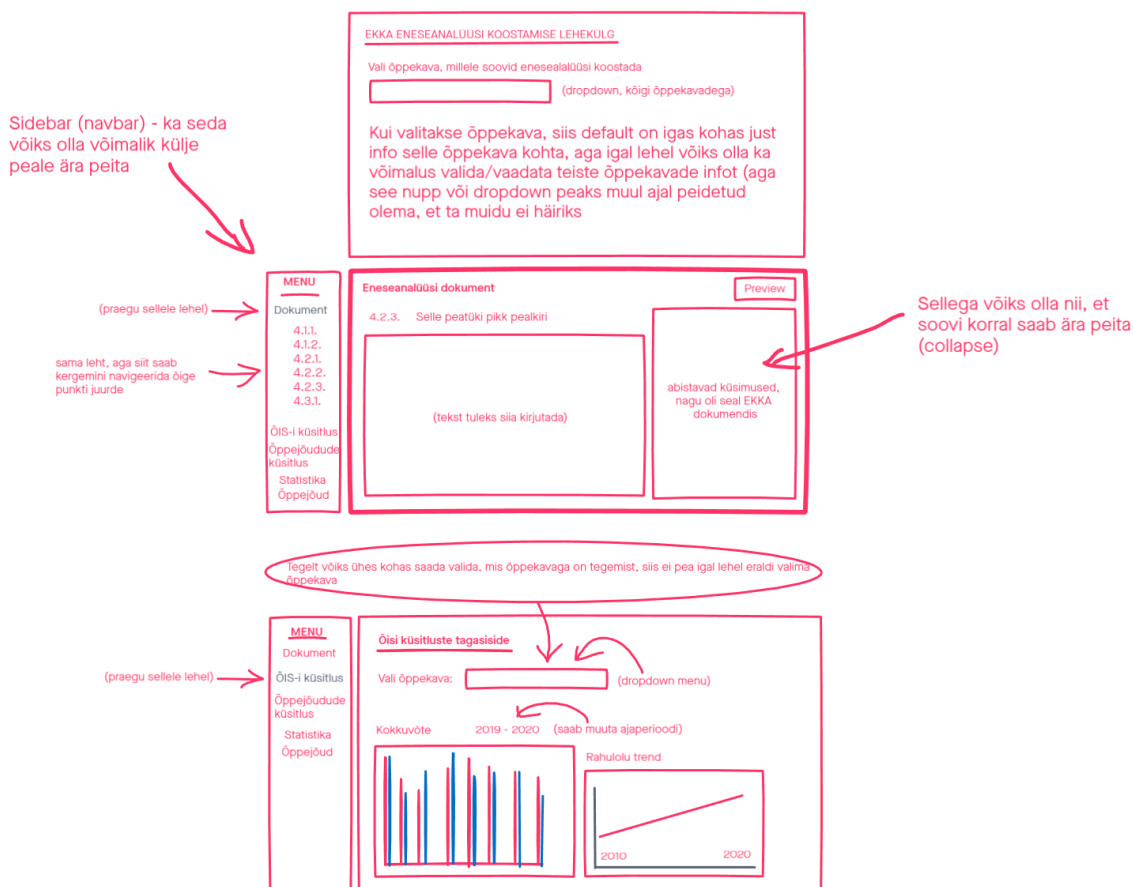 EKKA ENESEANALÜÜSI KOOSTAMISE LEHEKÜLG
Vali õppekava, millele soovid enesealalüüsi koostada
(dropdown, kõigi õppekavadega)
Kui valitakse õppekava, siis default on igas kohas just
info selle õppekava kohta, aga igal lehel võiks olla ka
võimalus valida/vaadata teiste õppekavade infot (aga
see nupp või dropdown peaks muul ajal peidetud
olema, et ta muidu ei häiriks
Sidebar (navbar) - ka seda
võiks olla võimalik külje
peale ära peita
MENU
(praegu sellele lehel)
Dokument
4.1.1.
4.1.2.
4.2.1.
4.2.2.
4.2.3.
4.3.1.
sama leht, aga siit saab
kergemini navigeerida õige
punkti juurde
ÕIS-i küsitlus
Õppejõudude
küsitlus
Statistika
Õppejõud
Eneseanalüüsi dokument
Preview
4.2.3. Selle peatüki pikk pealkiri
(tekst tuleks siia kirjutada)
abistavad küsimused,
nagu oli seal EKKA
dokumendis
Sellega võiks olla nii, et
soovi korral saab ära peita
(collapse)
Tegelt võiks ühes kohas saada valida, mis õppekavaga on tegemist, siis ei pea igal lehel eraldi valima
õppekava
MENU
Dokument
(praegu sellele lehel)
ÕIS-i küsitlus
Õppejõudude
küsitlus
Statistika
Õppejõud
Õisi küsitluste tagasiside
Vali õppekava:
(dropdown menu)
Kokkuvõte
2019 - 2020
(saab muuta ajaperioodi)
Rahulolu trend
2010
2020